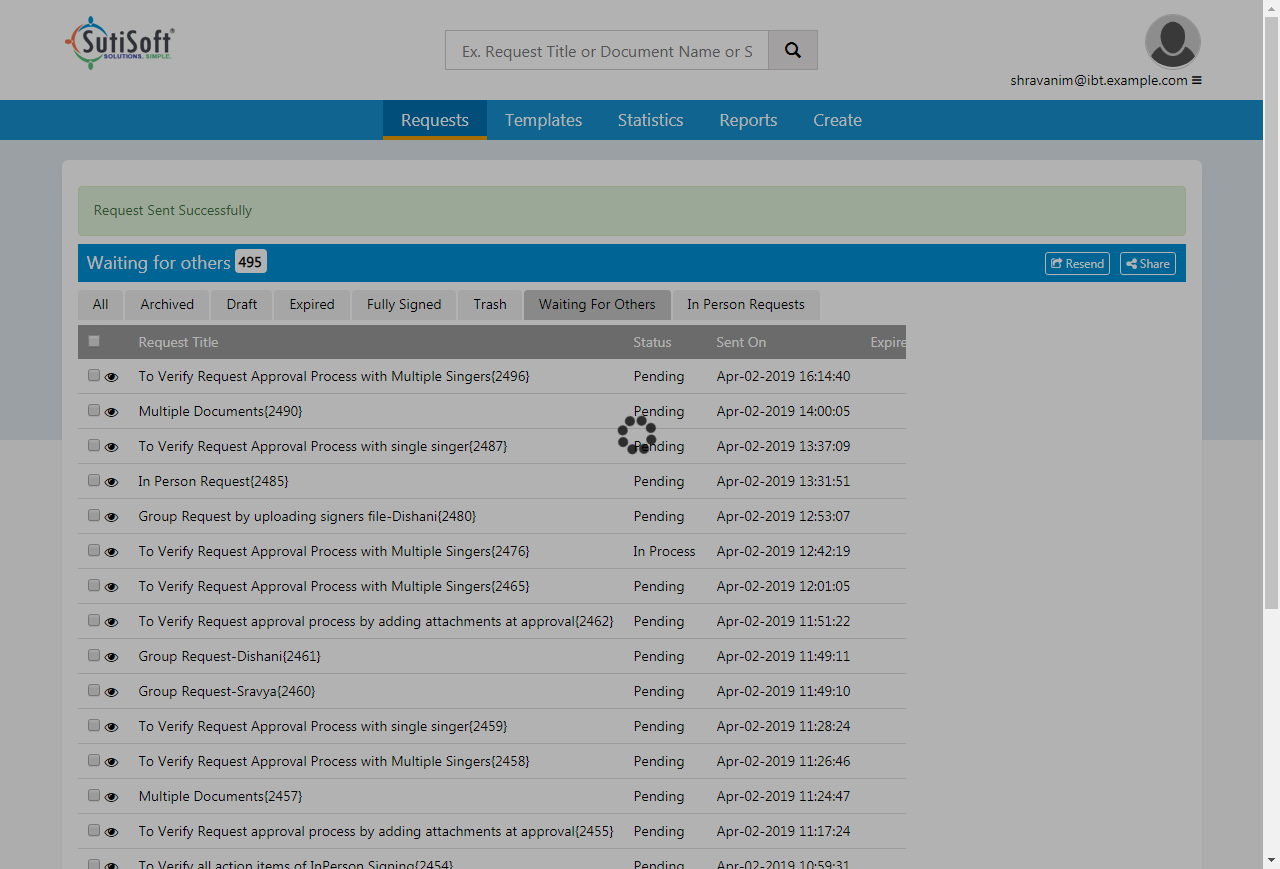 SutiSoft
SOLUTIONS. SIMPLE.
Ex. Request Title or Document Name or S
shravanim@ibt.example.com
Requests Templates Statistics Reports Create
Request Sent Successfully
Waiting for others 495 Resend Share
All Archived Draft Expired Fully Signed Trash Waiting For Others In Person Requests
Request Title Status Sent On Expire
To Verify Request Approval Process with Multiple Singers{2496} Pending Apr-02-2019 16:14:40
Multiple Documents{2490} Pending Apr-02-2019 14:00:05
To Verify Request Approval Process with single singer{2487} Pending Apr-02-2019 13:37:09
In Person Request{2485} Pending Apr-02-2019 13:31:51
Group Request by uploading signers file-Dishani{2480} Pending Apr-02-2019 12:53:07
To Verify Request Approval Process with Multiple Singers{2476} In Process Apr-02-2019 12:42:19
To Verify Request Approval Process with Multiple Singers{2465} Pending Apr-02-2019 12:01:05
To Verify Request approval process by adding attachments at approval{2462} Pending Apr-02-2019 11:51:22
Group Request-Dishani{2461} Pending Apr-02-2019 11:49:11
Group Request-Sravya{2460} Pending Apr-02-2019 11:49:10
To Verify Request Approval Process with single singer{2459} Pending Apr-02-2019 11:28:24
To Verify Request Approval Process with Multiple Singers{2458} Pending Apr-02-2019 11:26:46
Multiple Documents{2457} Pending Apr-02-2019 11:24:47
To Verify Request approval process by adding attachments at approval{2455} Pending Apr-02-2019 11:17:24
To Verify all action items of InPerson Signing{2454} Pending Apr-02-2019 10:59:31